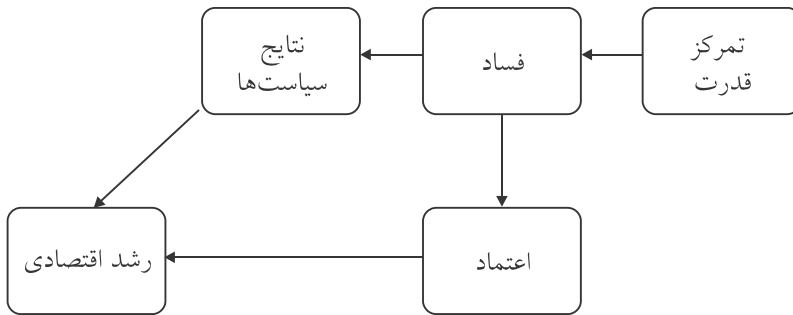 تمرکز
قدرت
فساد
نتایج
سیاست‌ها
اعتماد
رشد اقتصادی